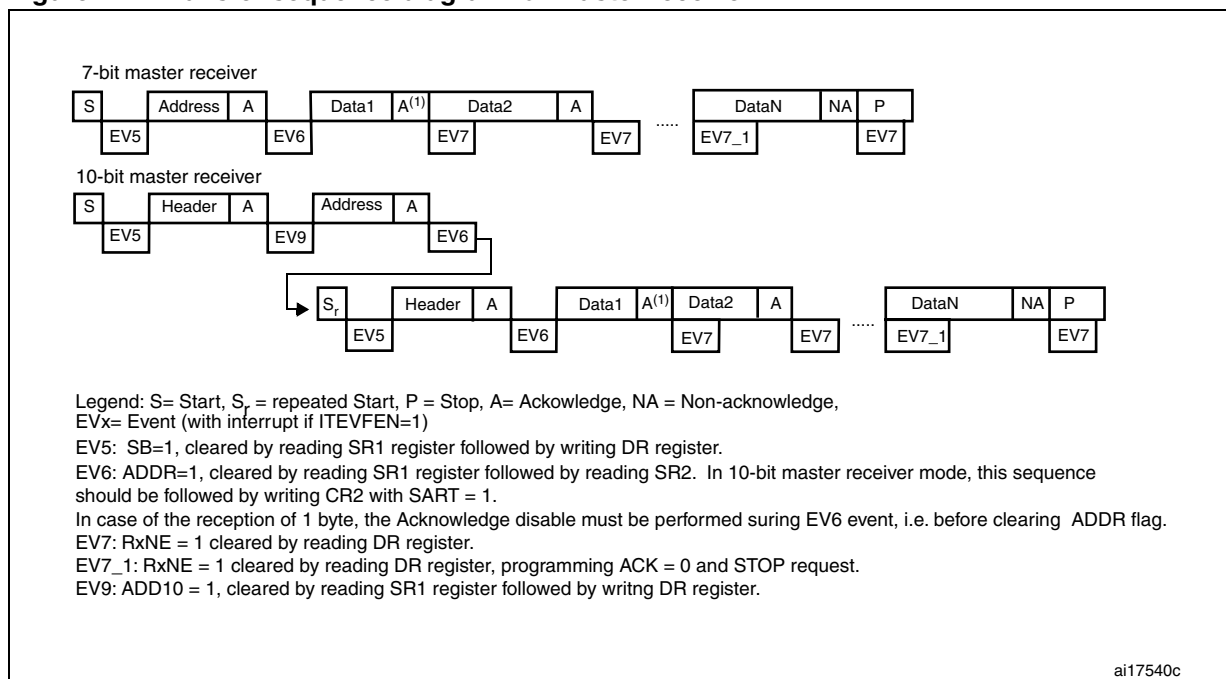 7-bit master receiver
S Address A Data1 A(1) Data2 A ..... DataN NA P
EV5 EV6 EV7 EV7 EV7_1 EV7
10-bit master receiver
S Header A Address A
EV5 EV9 EV6
Sr Header A Data1 A(1) Data2 A ..... DataN NA P
EV5 EV6 EV7 EV7 EV7_1 EV7
Legend: S= Start, Sr = repeated Start, P = Stop, A= Ackowledge, NA = Non-acknowledge,
EVx= Event (with interrupt if ITEVFEN=1)
EV5: SB=1, cleared by reading SR1 register followed by writing DR register.
EV6: ADDR=1, cleared by reading SR1 register followed by reading SR2. In 10-bit master receiver mode, this sequence
should be followed by writing CR2 with SART = 1.
In case of the reception of 1 byte, the Acknowledge disable must be performed suring EV6 event, i.e. before clearing ADDR flag.
EV7: RxNE = 1 cleared by reading DR register.
EV7_1: RxNE = 1 cleared by reading DR register, programming ACK = 0 and STOP request.
EV9: ADD10 = 1, cleared by reading SR1 register followed by writng DR register.
ai17540c